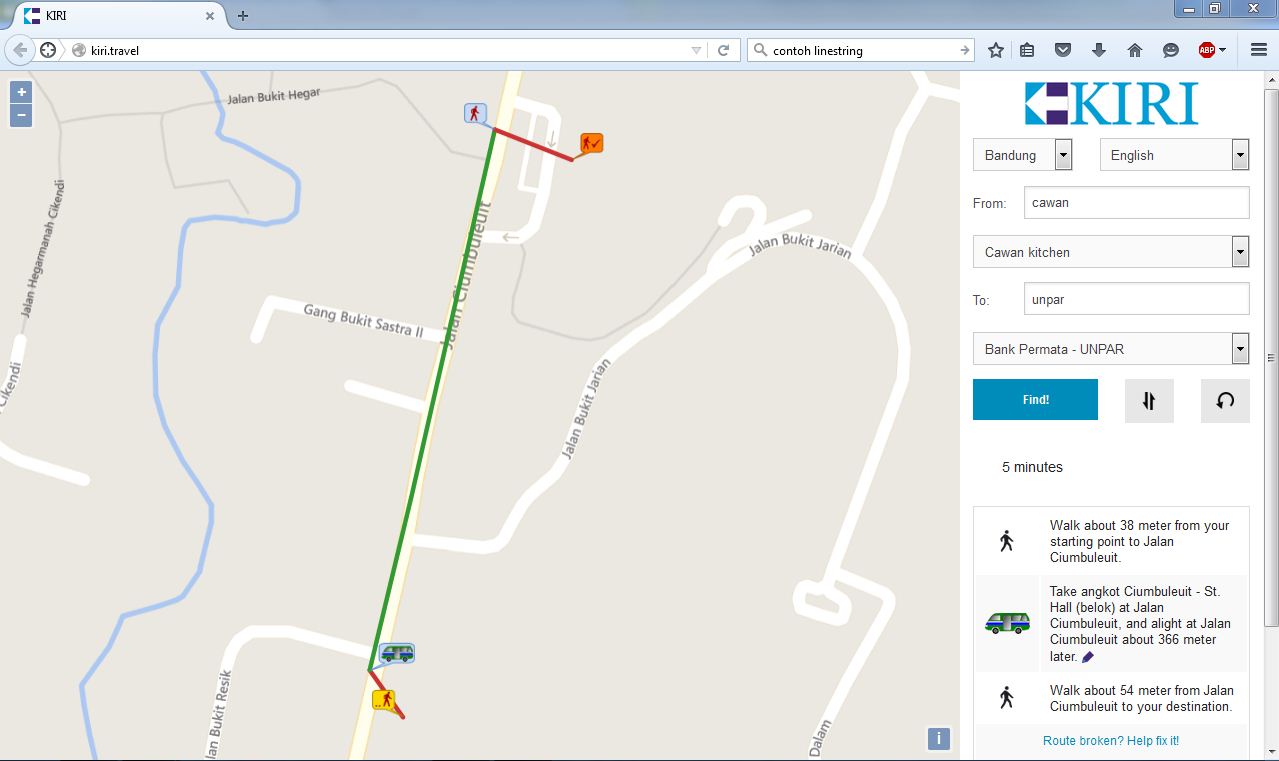 KIRI
kiri.travel
contoh linestring
ABP
+
−
Jalan Bukit Hegar
Jalan Hegarmanah Cikendi
Cikendi
Jalan Ciumbuleuit
Gang Bukit Sastra II
Jalan Bukit Jarian
Jalan Bukit Jarian
lan Bukit Resik
Dalam
i
KIRI
Bandung
English
From:
cawan
Cawan kitchen
To:
unpar
Bank Permata - UNPAR
Find!
5 minutes
Walk about 38 meter from your
starting point to Jalan
Ciumbuleuit.
Take angkot Ciumbuleuit - St.
Hall (belok) at Jalan
Ciumbuleuit, and alight at Jalan
Ciumbuleuit about 366 meter
later.
Walk about 54 meter from Jalan
Ciumbuleuit to your destination.
Route broken? Help fix it!